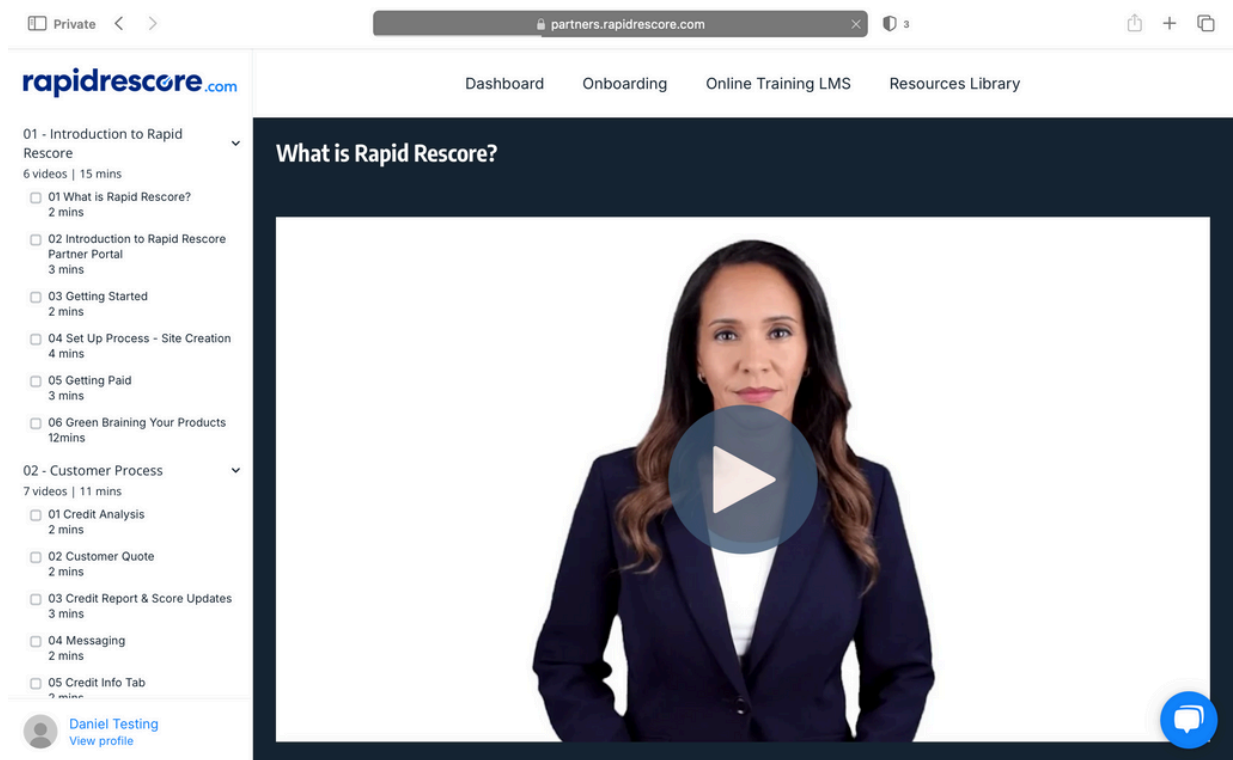 Private
partners.rapidrescore.com
3
rapidrescore.com
Dashboard Onboarding Online Training LMS Resources Library
01 - Introduction to Rapid
Rescore
6 videos | 15 mins
01 What is Rapid Rescore?
2 mins
02 Introduction to Rapid Rescore
Partner Portal
3 mins
03 Getting Started
2 mins
04 Set Up Process - Site Creation
4 mins
05 Getting Paid
3 mins
06 Green Braining Your Products
12mins
02 - Customer Process
7 videos | 11 mins
01 Credit Analysis
2 mins
02 Customer Quote
2 mins
03 Credit Report & Score Updates
3 mins
04 Messaging
2 mins
05 Credit Info Tab
2 mins
Daniel Testing
View profile
What is Rapid Rescore?